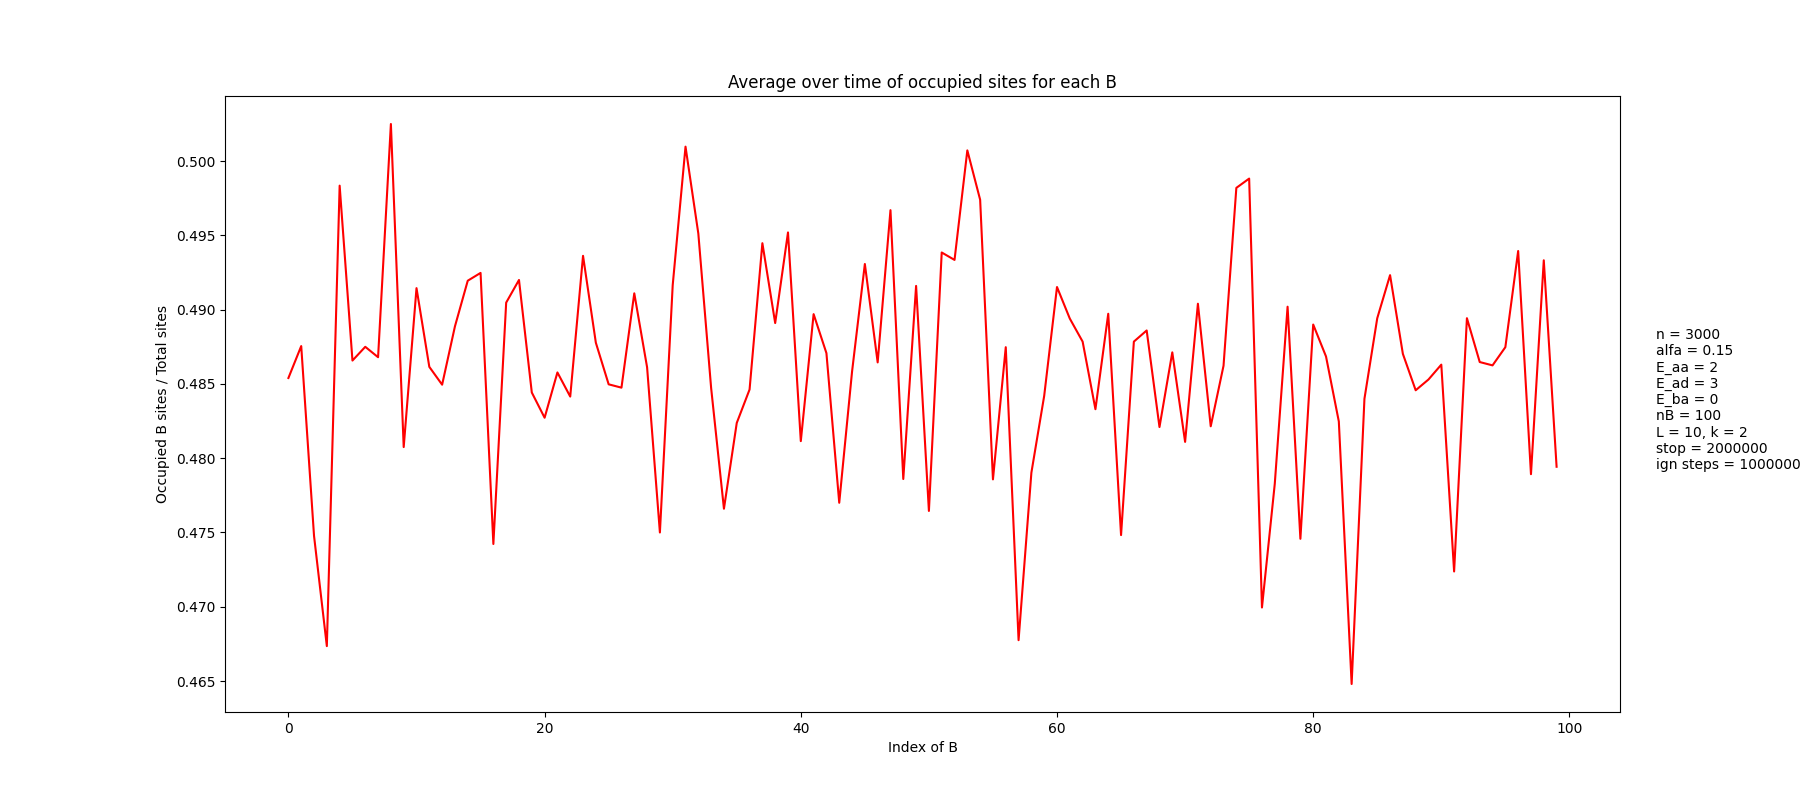 Average over time of occupied sites for each B
Occupied B sites / Total sites
0.500
0.495
0.490
0.485
0.480
0.475
0.470
0.465
0 20 40 60 80 100
Index of B
n = 3000
alfa = 0.15
E_aa = 2
E_ad = 3
E_ba = 0
nB = 100
L = 10, k = 2
stop = 2000000
ign steps = 1000000